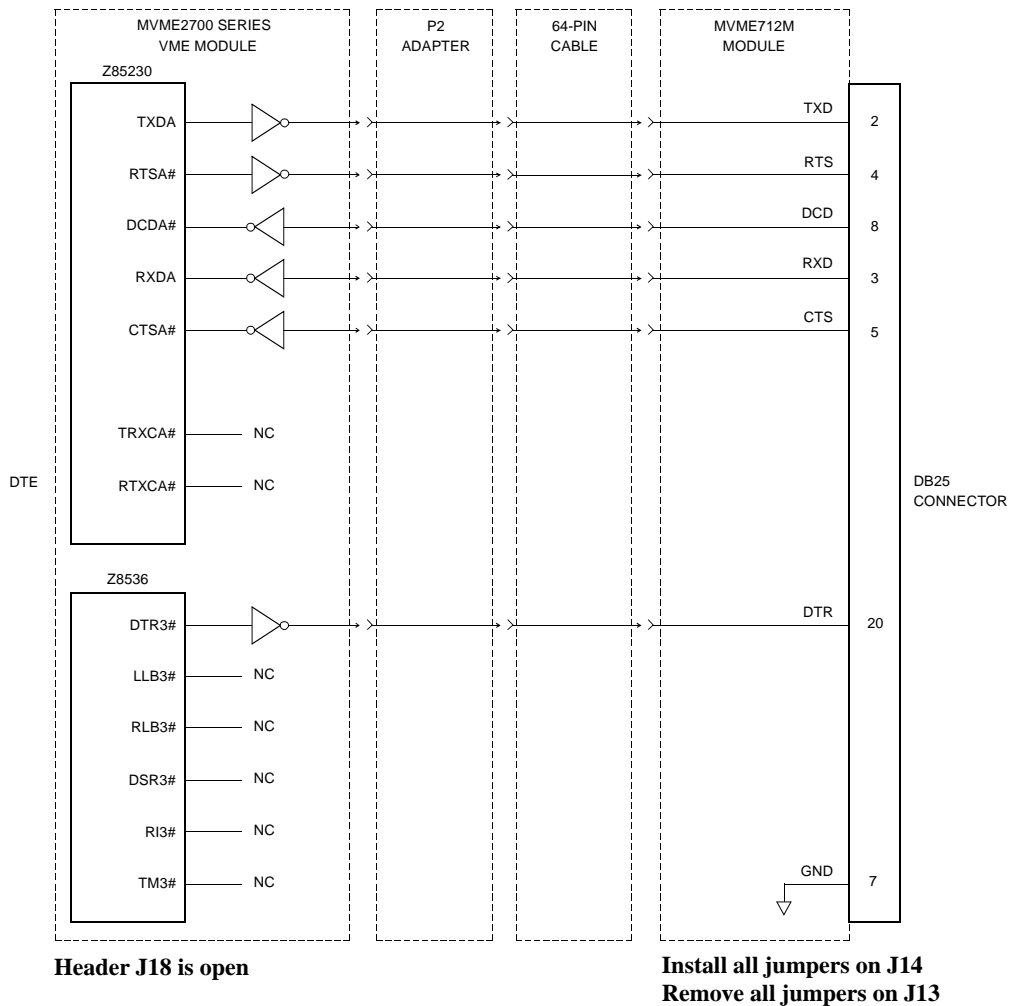 MVME2700 SERIES
VME MODULE
P2
ADAPTER
64-PIN
CABLE
MVME712M
MODULE
Z85230
TXDA
TXD
2
RTSA#
RTS
4
DCDA#
DCD
8
RXDA
RXD
3
CTSA#
CTS
5
TRXCA#
NC
DTE
RTXCA#
NC
DB25
CONNECTOR
Z8536
DTR3#
DTR
20
LLB3#
NC
RLB3#
NC
DSR3#
NC
RI3#
NC
TM3#
NC
GND
7
Header J18 is open
Install all jumpers on J14
Remove all jumpers on J13